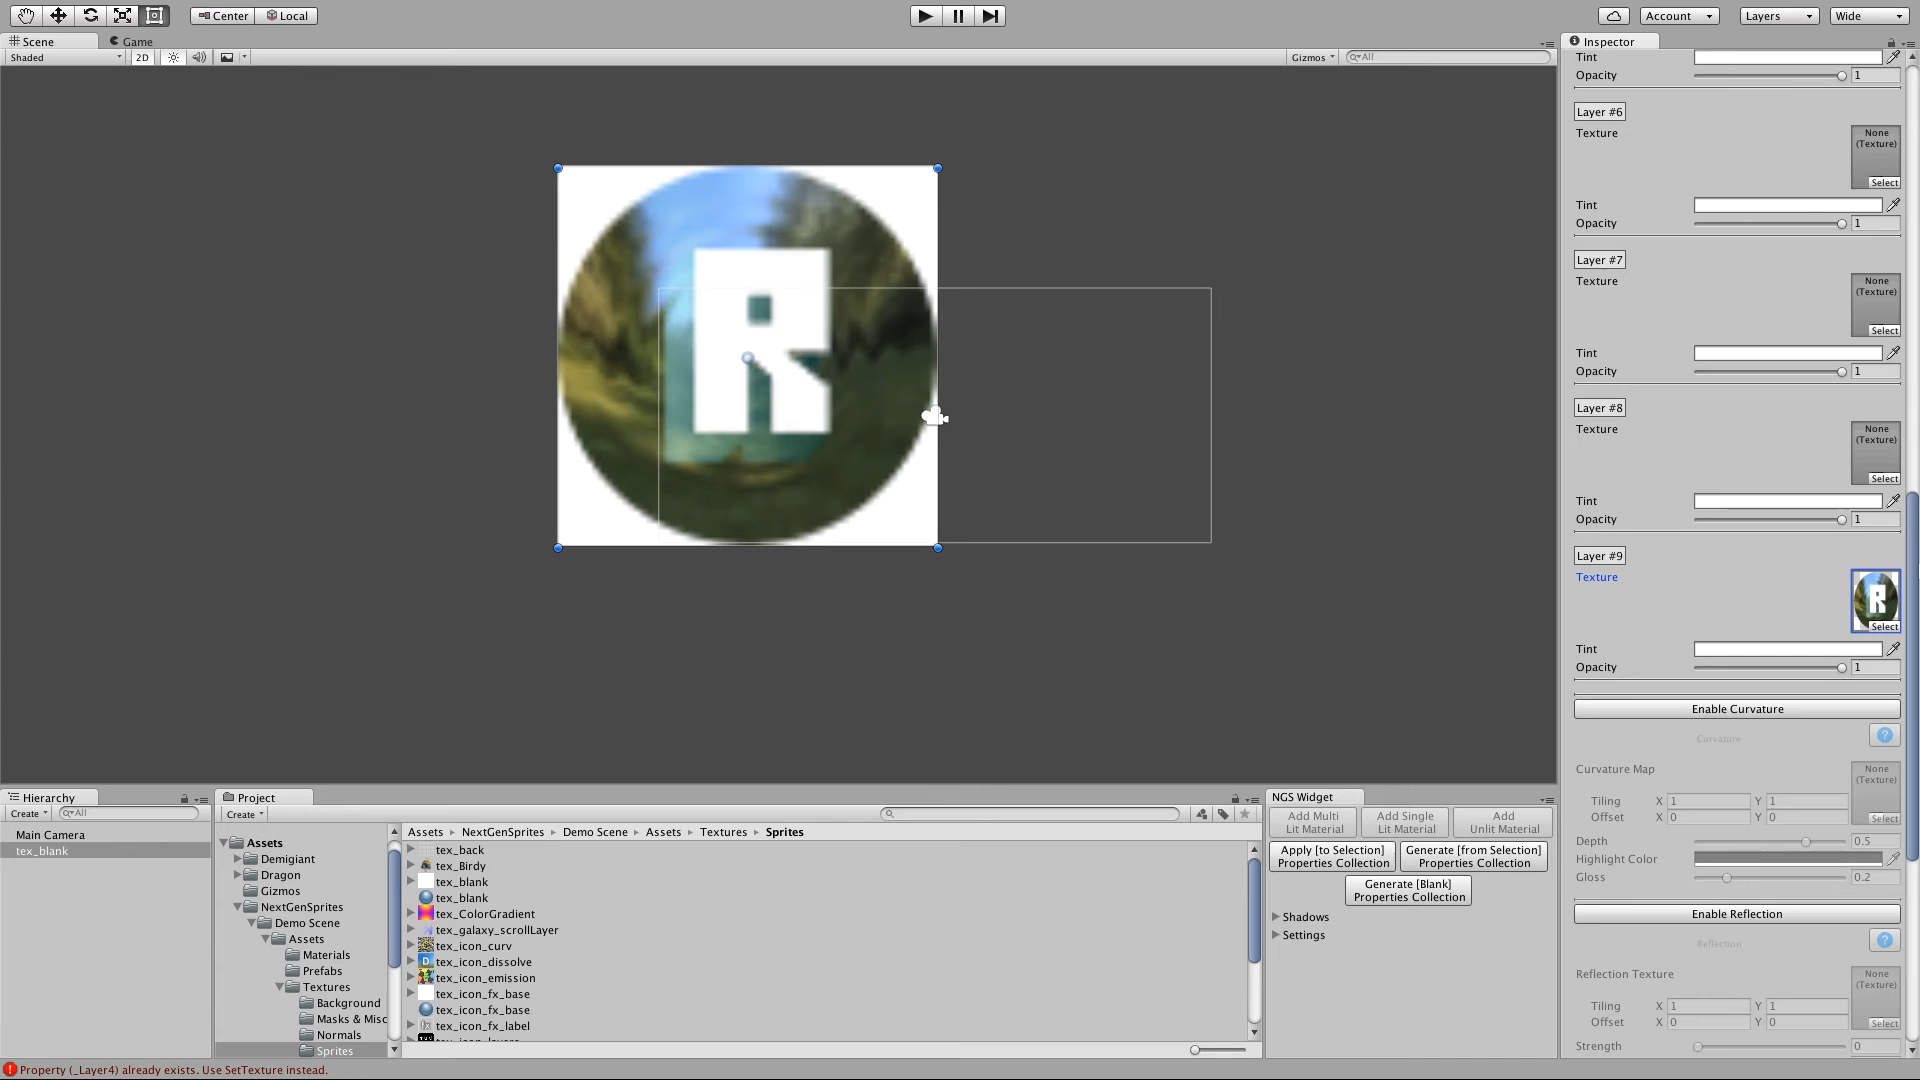 Center
Local
Account
Layers
Wide
Scene
Game
Shaded
2D
Gizmos
All
Inspector
Tint
Opacity
1
Layer #6
Texture
None
(Texture)
Select
Tint
Opacity
1
Layer #7
Texture
None
(Texture)
Select
Tint
Opacity
1
Layer #8
Texture
None
(Texture)
Select
Tint
Opacity
1
Layer #9
Texture
R
Select
Tint
Opacity
1
Enable Curvature
Curvature
?
Curvature Map
None
(Texture)
Tiling X 1 Y 1
Offset X 0 Y 0
Select
Depth 0.5
Highlight Color
Gloss 0.2
Enable Reflection
Reflection
?
Reflection Texture
None
(Texture)
Tiling X 1 Y 1
Offset X 0 Y 0
Select
Strength 0
R
Hierarchy
Create
All
Main Camera
tex_blank
Project
Create
Assets
Demigiant
Dragon
Gizmos
NextGenSprites
Demo Scene
Assets
Materials
Prefabs
Textures
Background
Masks & Misc
Normals
Sprites
Assets NextGenSprites Demo Scene Assets Textures Sprites
tex_back
tex_Birdy
tex_blank
tex_blank
tex_ColorGradient
tex_galaxy_scrollLayer
tex_icon_curv
tex_icon_dissolve
tex_icon_emission
tex_icon_fx_base
tex_icon_fx_base
tex_icon_fx_label
NGS Widget
Add Multi
Lit Material
Add Single
Lit Material
Add
Unlit Material
Apply [to Selection]
Properties Collection
Generate [from Selection]
Properties Collection
Generate [Blank]
Properties Collection
Shadows
Settings
Property (_Layer4) already exists. Use SetTexture instead.